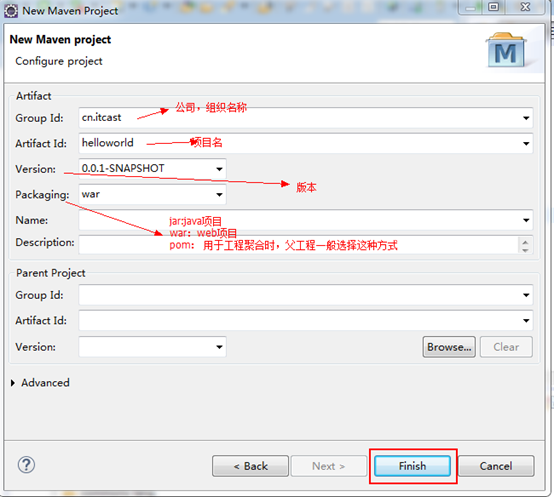 New Maven Project
New Maven project
Configure project
M
Artifact
Group Id: cn.itcast 公司，组织名称
Artifact Id: helloworld 项目名
Version: 0.0.1-SNAPSHOT 版本
Packaging: war
Name: jar:java项目
war：web项目
Description: pom：用于工程聚合时，父工程一般选择这种方式
Parent Project
Group Id:
Artifact Id:
Version: Browse... Clear
Advanced
? < Back Next > Finish Cancel